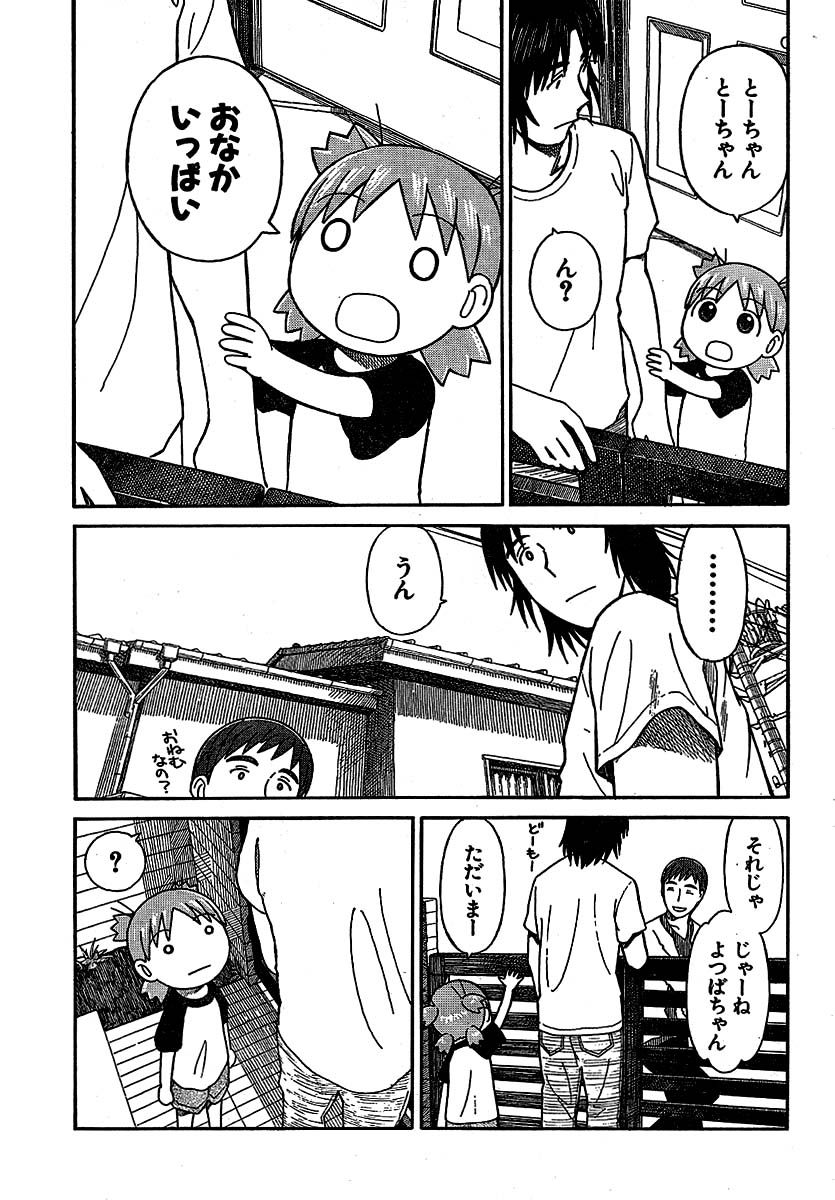 とーちゃん
とーちゃん
ん？
おなか
いっぱい
………
うん
おねむ
なの？
それじゃ
じゃーね
よつばちゃん
どーもー
ただいまー
？